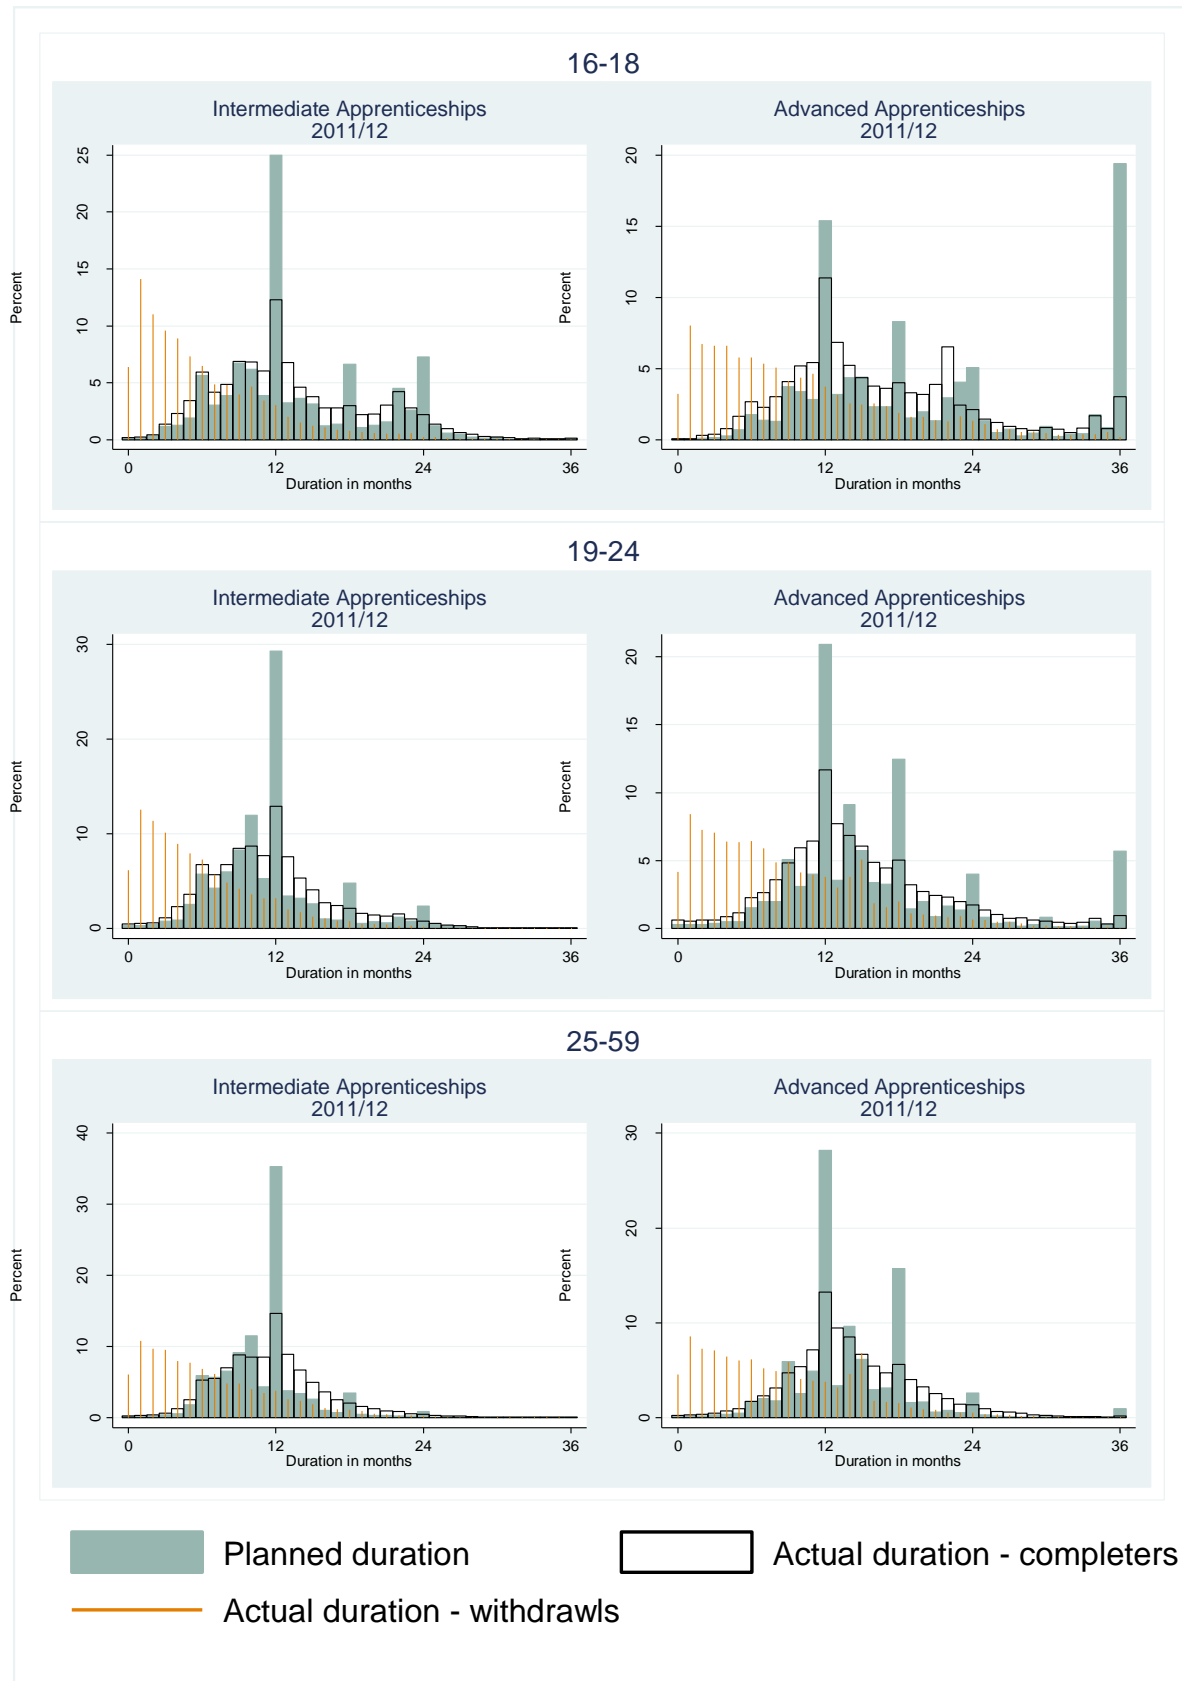 16-18
Intermediate Apprenticeships
2011/12
Percent
25
20
15
10
5
0
0 12 24 36
Duration in months
Advanced Apprenticeships
2011/12
Percent
20
15
10
5
0
0 12 24 36
Duration in months
19-24
Intermediate Apprenticeships
2011/12
Percent
30
20
10
0
0 12 24 36
Duration in months
Advanced Apprenticeships
2011/12
Percent
20
15
10
5
0
0 12 24 36
Duration in months
25-59
Intermediate Apprenticeships
2011/12
Percent
40
30
20
10
0
0 12 24 36
Duration in months
Advanced Apprenticeships
2011/12
Percent
30
20
10
0
0 12 24 36
Duration in months
Planned duration
Actual duration - completers
Actual duration - withdrawls